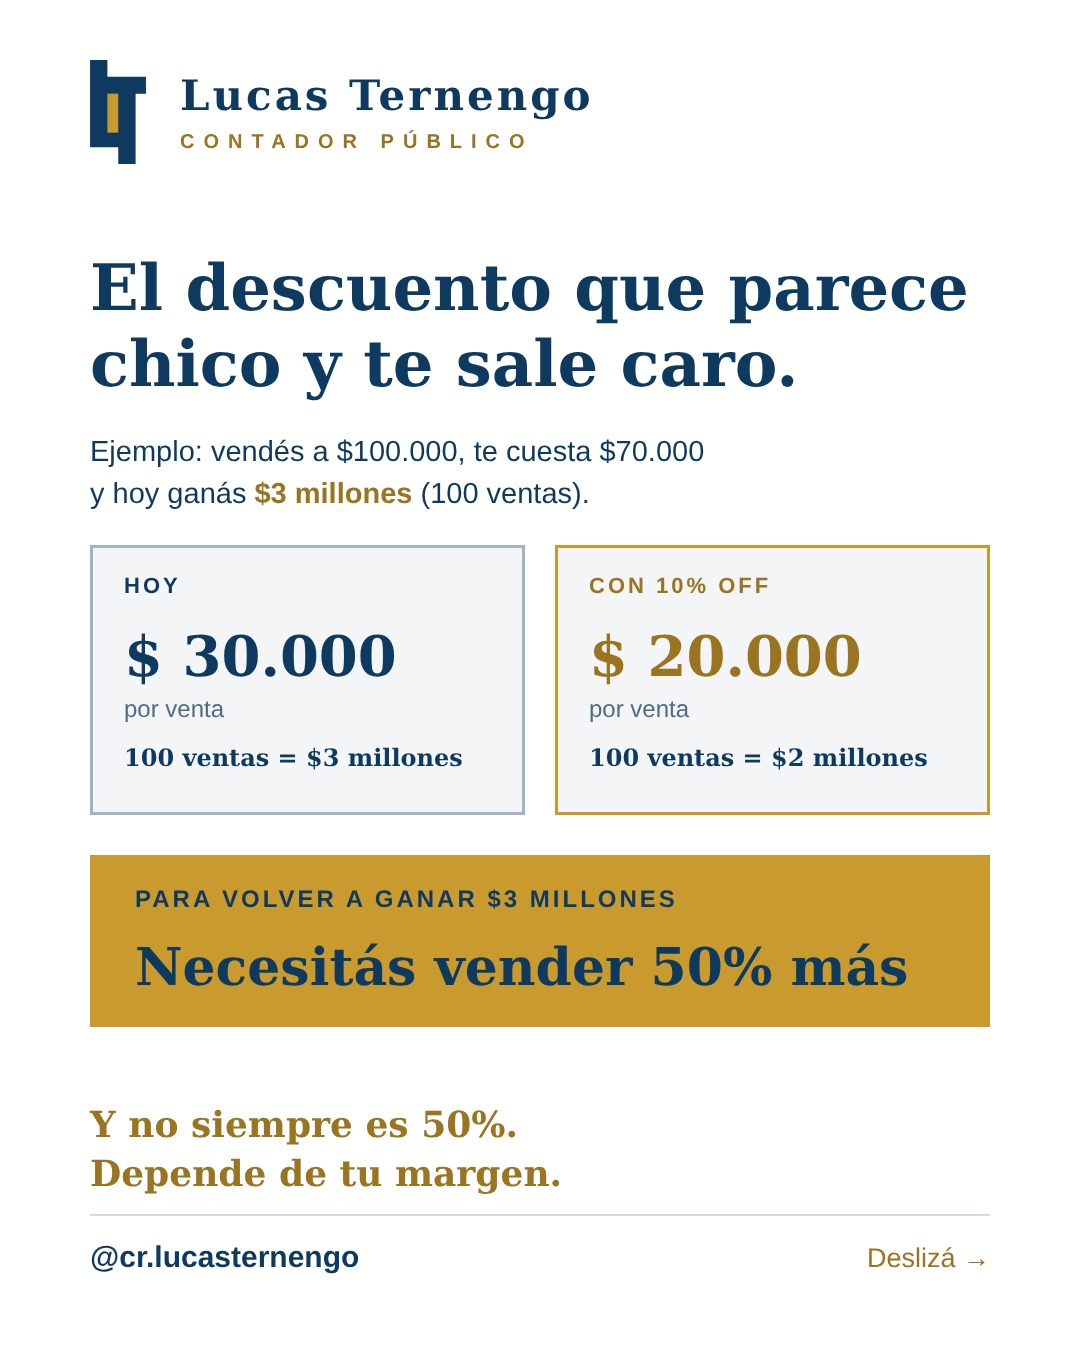 Lucas Ternengo
CONTADOR PÚBLICO
El descuento que parece
chico y te sale caro.
Ejemplo: vendés a $100.000, te cuesta $70.000
y hoy ganás $3 millones (100 ventas).
HOY
$ 30.000
por venta
100 ventas = $3 millones
CON 10% OFF
$ 20.000
por venta
100 ventas = $2 millones
PARA VOLVER A GANAR $3 MILLONES
Necesitás vender 50% más
Y no siempre es 50%.
Depende de tu margen.
@cr.lucasternengo
Deslizá →